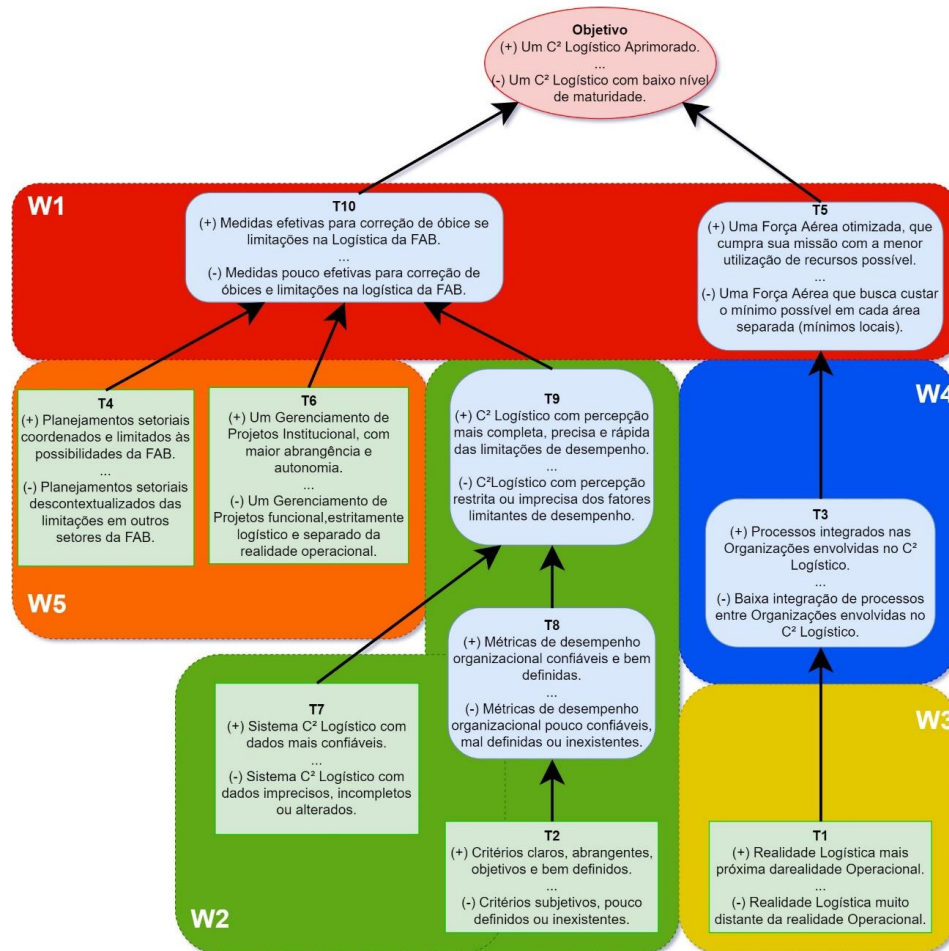 Objetivo
(+) Um C² Logístico Aprimorado.
...
(-) Um C² Logístico com baixo nível
de maturidade.
W1
T10
(+) Medidas efetivas para correção de óbice se
limitações na Logística da FAB.
...
(-) Medidas pouco efetivas para correção de
óbices e limitações na logística da FAB.
T5
(+) Uma Força Aérea otimizada, que
cumpra sua missão com a menor
utilização de recursos possível.
...
(-) Uma Força Aérea que busca custar
o mínimo possível em cada área
separada (mínimos locais).
T4
(+) Planejamentos setoriais
coordenados e limitados às
possibilidades da FAB.
...
(-) Planejamentos setoriais
descontextualizados das
limitações em outros
setores da FAB.
T6
(+) Um Gerenciamento de
Projetos Institucional, com
maior abrangência e
autonomia.
...
(-) Um Gerenciamento de
Projetos funcional,estritamente
logístico e separado da
realidade operacional.
W5
T9
(+) C² Logístico com percepção
mais completa, precisa e rápida
das limitações de desempenho.
...
(-) C²Logístico com percepção
restrita ou imprecisa dos fatores
limitantes de desempenho.
W4
T3
(+) Processos integrados nas
Organizações envolvidas no C²
Logístico.
...
(-) Baixa integração de processos
entre Organizações envolvidas no
C² Logístico.
T8
(+) Métricas de desempenho
organizacional confiáveis e bem
definidas.
...
(-) Métricas de desempenho
organizacional pouco confiáveis,
mal definidas ou inexistentes.
T7
(+) Sistema C² Logístico com
dados mais confiáveis.
...
(-) Sistema C² Logístico com
dados imprecisos, incompletos
ou alterados.
W3
T2
(+) Critérios claros, abrangentes,
objetivos e bem definidos.
...
(-) Critérios subjetivos, pouco
definidos ou inexistentes.
W2
T1
(+) Realidade Logística mais
próxima darealidade Operacional.
...
(-) Realidade Logística muito
distante da realidade Operacional.